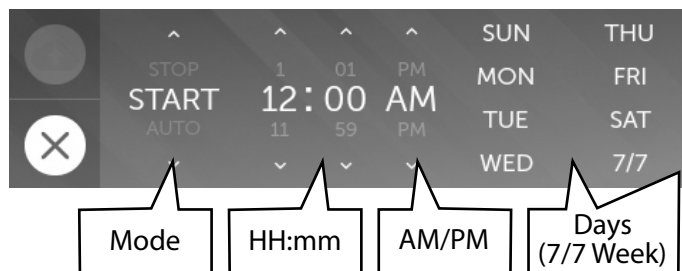 STOP
START
AUTO
1 01 PM
12:00 AM
11 59 PM
SUN THU
MON FRI
TUE SAT
WED 7/7
Mode
HH:mm
AM/PM
Days
(7/7 Week)